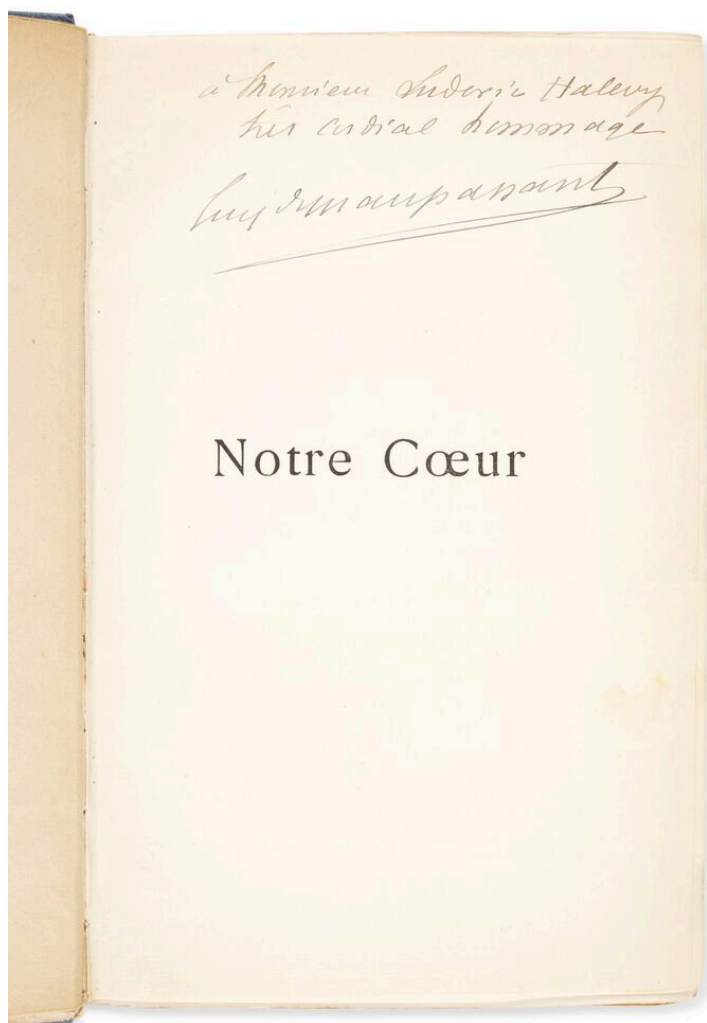 à Monsieur Ludovic Halevy
très cordial hommage
Guy de Maupassant
Notre Cœur